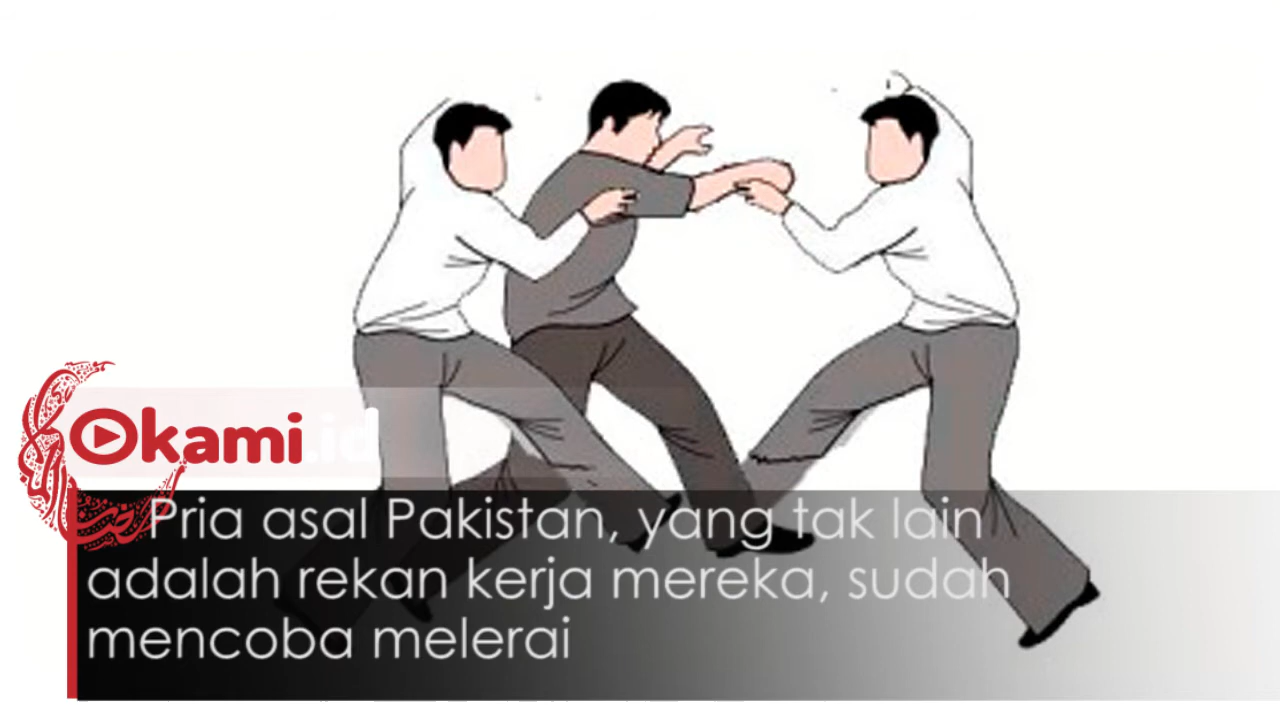 Okami.id
Pria asal Pakistan, yang tak lain
adalah rekan kerja mereka, sudah
mencoba melerai